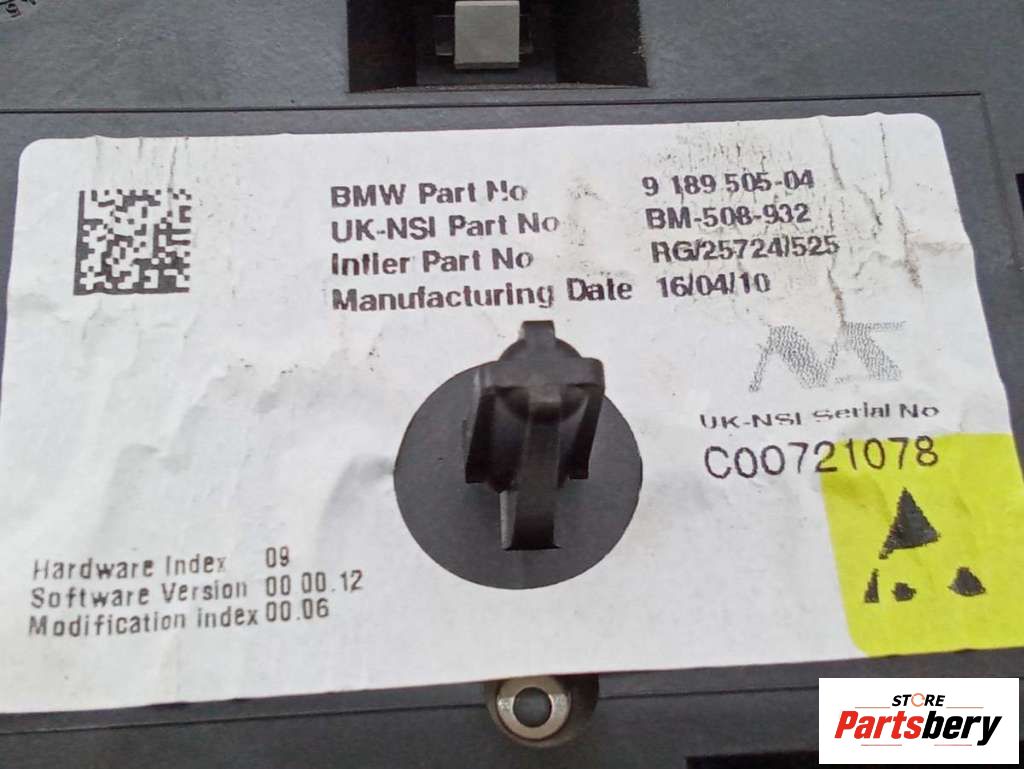 BMW Part No 9 189 505-04
UK-NSI Part No BM-508-932
Intier Part No RG/25724/525
Manufacturing Date 16/04/10
UK-NSI Serial No
C00721078
Hardware Index 09
Software Version 00 00.12
Modification index 00.06
STORE
Partsbery